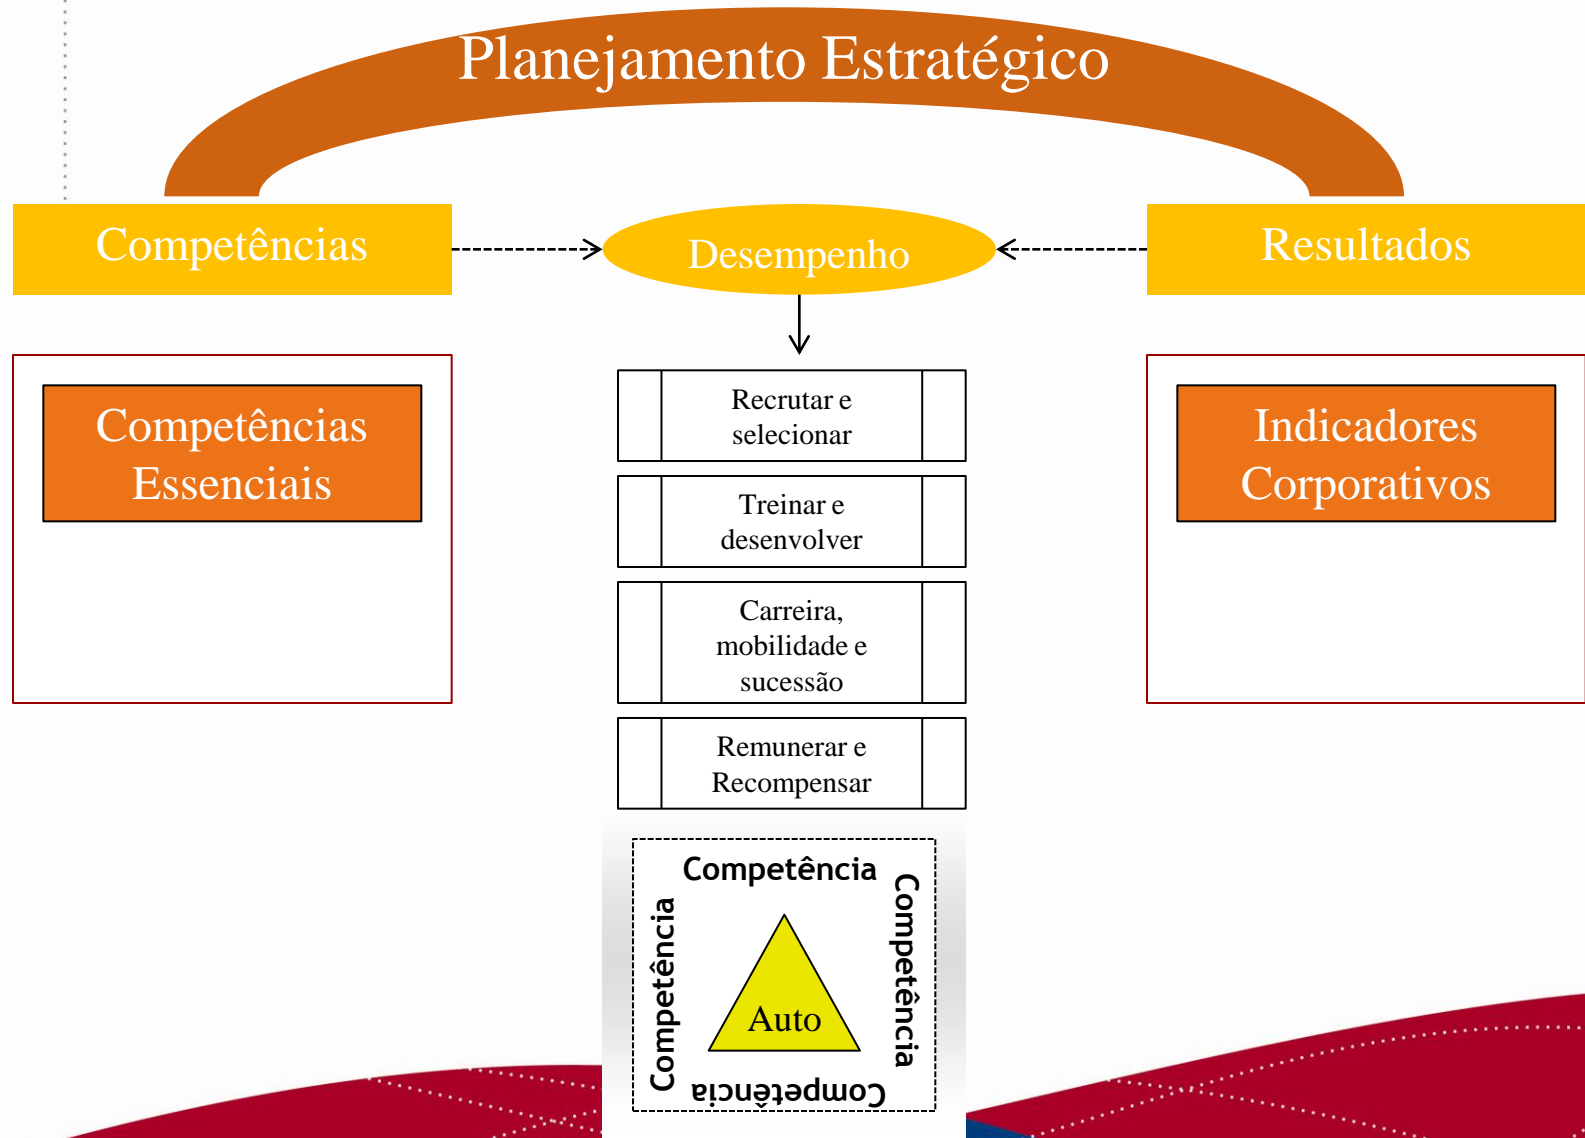 Planejamento Estratégico
Competências
Desempenho
Resultados
Competências
Essenciais
Recrutar e
selecionar
Treinar e
desenvolver
Carreira,
mobilidade e
sucessão
Remunerar e
Recompensar
Indicadores
Corporativos
Competência
Competência
Competência
Auto
Competência